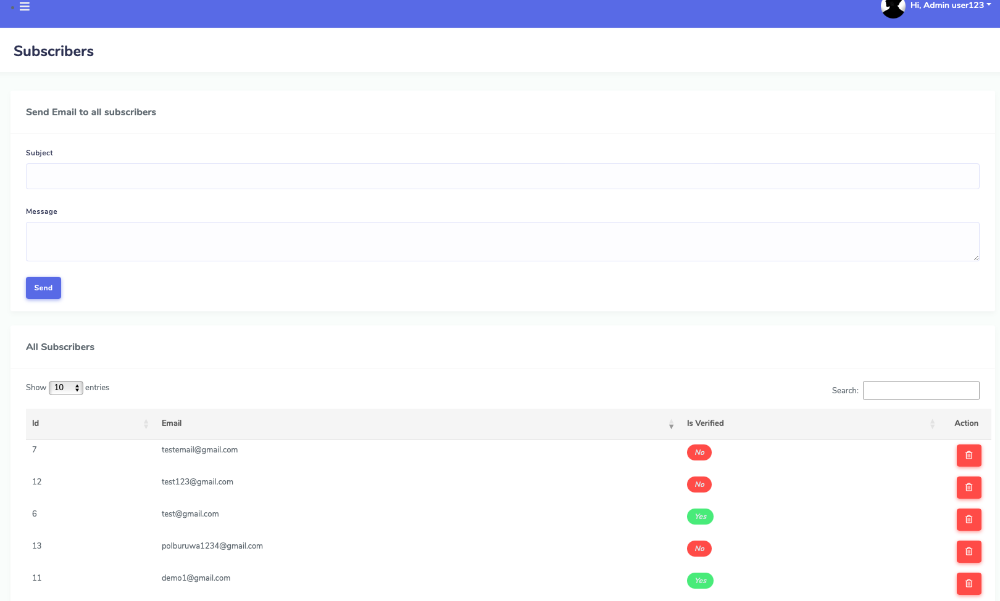 Hi, Admin user123
Subscribers
Send Email to all subscribers
Subject
Message
Send
All Subscribers
Show 10 entries
Search:
Id Email Is Verified Action
7 testemail@gmail.com No
12 test123@gmail.com No
6 test@gmail.com Yes
13 polburuwa1234@gmail.com No
11 demo1@gmail.com Yes